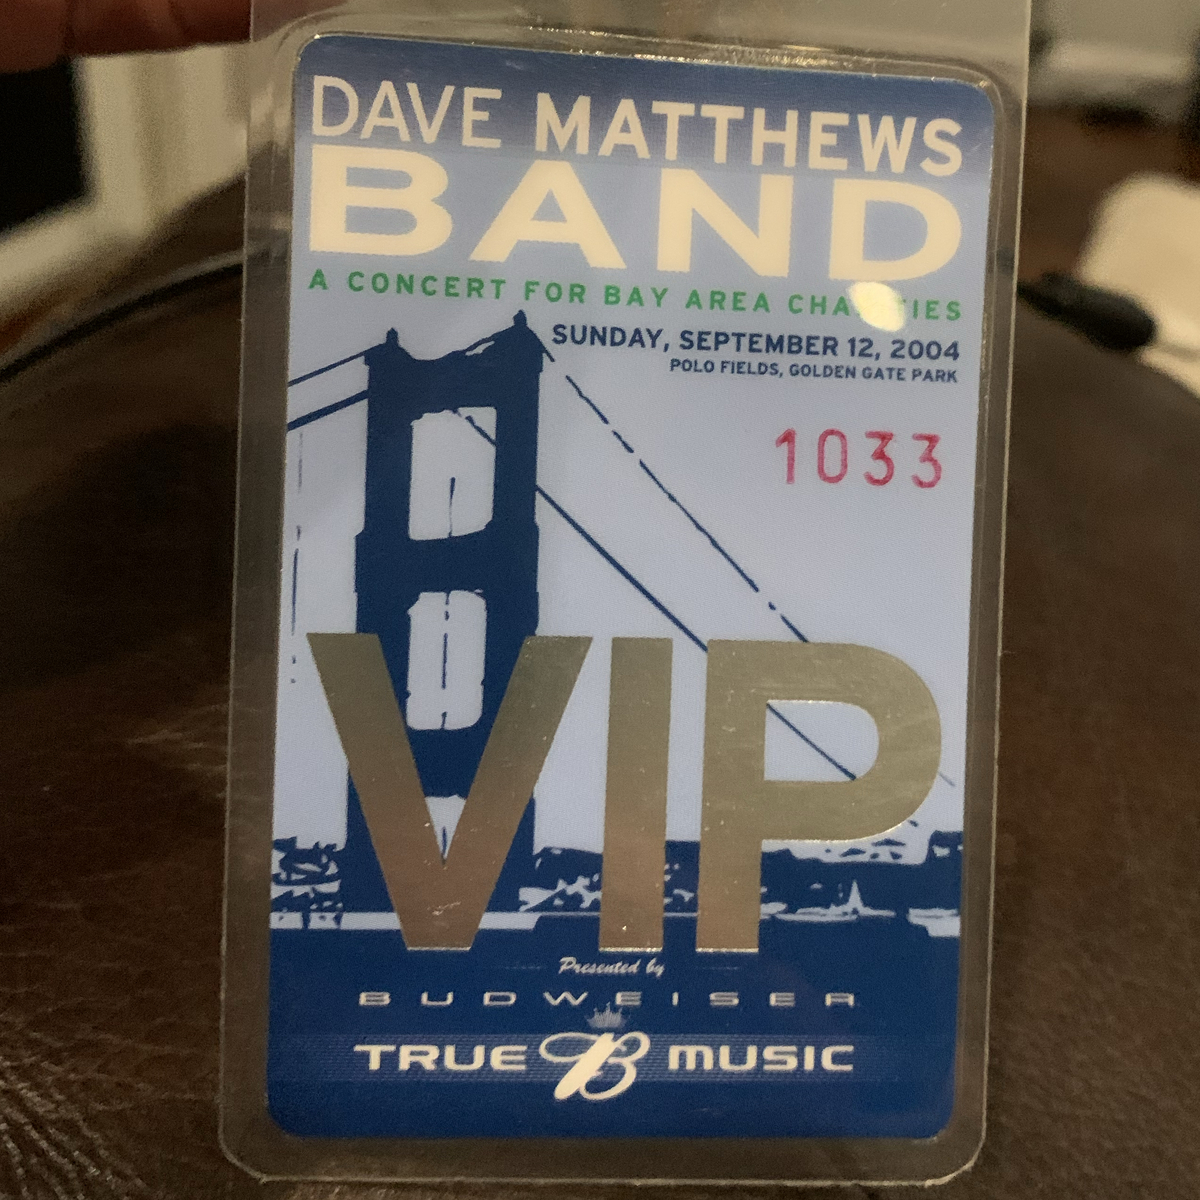 DAVE MATTHEWS
BAND
A CONCERT FOR BAY AREA CHARITIES
SUNDAY, SEPTEMBER 12, 2004
POLO FIELDS, GOLDEN GATE PARK
1033
VIP
Presented by
BUDWEISER
TRUE B MUSIC